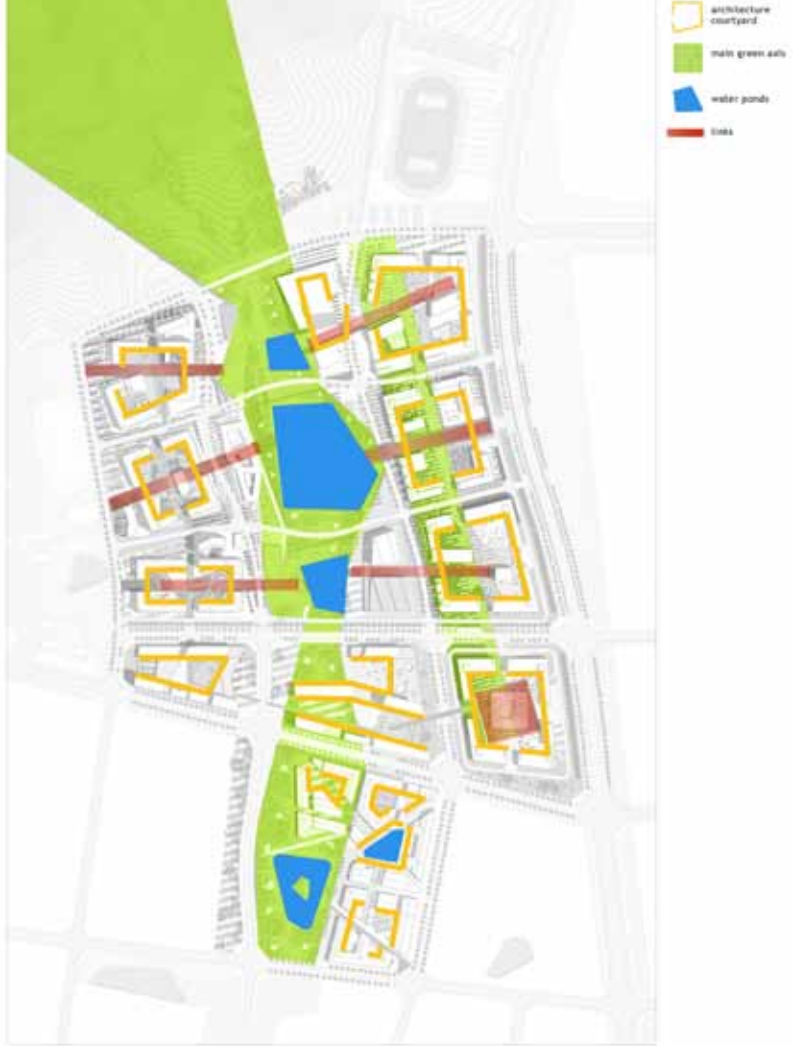 architecture
courtyard
main green axis
water ponds
links